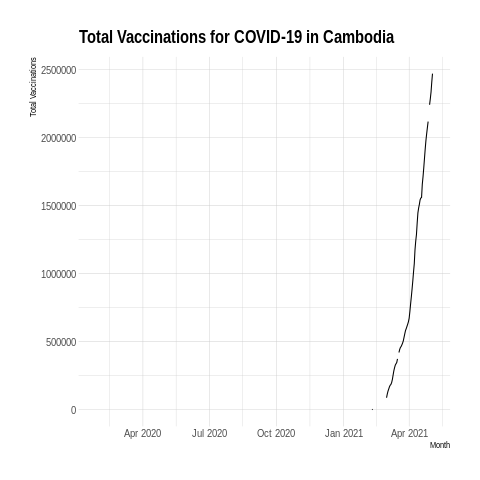 Total Vaccinations for COVID-19 in Cambodia
Total Vaccinations
2500000
2000000
1500000
1000000
500000
0
Apr 2020 Jul 2020 Oct 2020 Jan 2021 Apr 2021
Month